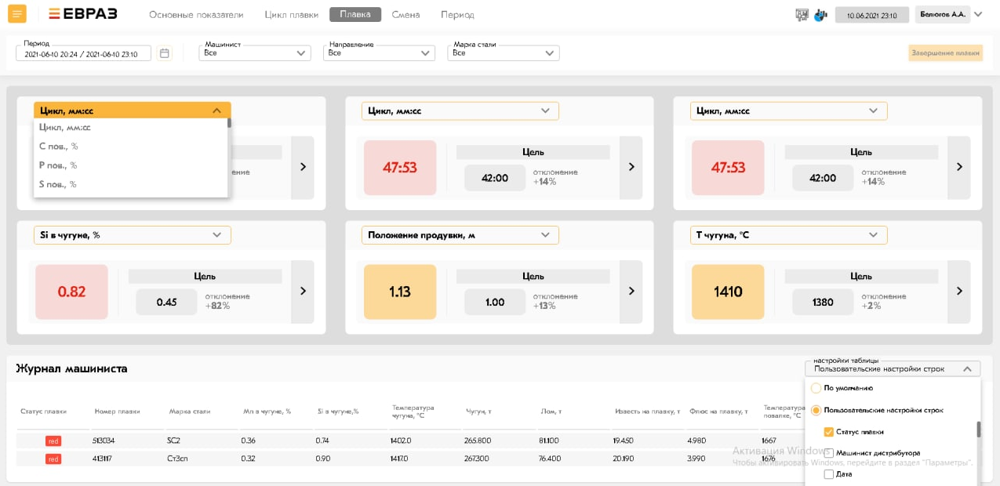 ЕВРАЗ
Основные показатели
Цикл плавки
Плавка
Смена
Период
10.06.2021 23:10
Белюгов А.А.
Период
2021-06-10 20:24 / 2021-06-10 23:10
Машинист
Все
Направление
Все
Марка стали
Все
Завершение плавки
Цикл, мм:сс
Цикл, мм:сс
C пов., %
P пов., %
S пов., %
ение
Цикл, мм:сс
47:53
Цель
42:00
отклонение
+14%
Цикл, мм:сс
47:53
Цель
42:00
отклонение
+14%
Si в чугуне, %
0.82
Цель
0.45
отклонение
+82%
Положение продувки, м
1.13
Цель
1.00
отклонение
+13%
Т чугуна, °C
1410
Цель
1380
отклонение
+2%
Журнал машиниста
настройки таблицы
Пользовательские настройки строк
По умолчанию
Пользовательские настройки строк
Статус плавки
Машинист дистрибутора
Дата
Статус плавки Номер плавки Марка стали Mn в чугуне, % Si в чугуне,% Температура чугуна, °C Чугун, т Лом, т Известь на плавку, т Флюс на плавку, т Температура повалке, °C
red 513034 SC2 0.36 0.74 1402.0 265.800 81.100 19.450 4.980 1667
red 413117 Ст3сп 0.32 0.90 1417.0 267.300 76.400 20.190 3.990 1676
Активация Windows
Чтобы активировать Windows, перейдите в раздел "Параметры".